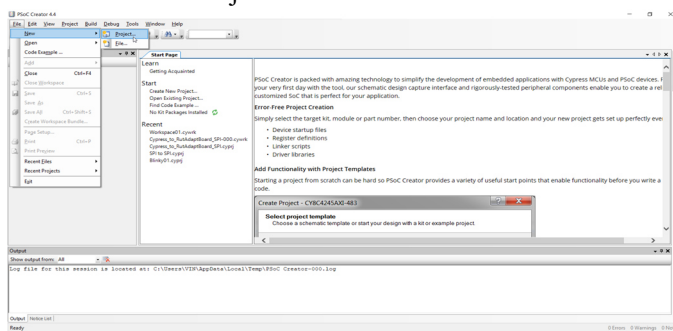 PSoC Creator 4.4
File Edit View Project Build Debug Tools Window Help
New
Project...
Open
File...
Code Example ...
Add
Close Ctrl+F4
Close Workspace
Save Ctrl+S
Save As
Save All Ctrl+Shift+S
Create Workspace Bundle...
Page Setup...
Print Ctrl+P
Print Preview
Recent Files
Recent Projects
Exit
Start Page
Learn
Getting Acquainted
Start
Create New Project...
Open Existing Project...
Find Code Example...
No Kit Packages Installed
Recent
Workspace01.cywrk
Cypress_to_RutAdaptBoard_SPI-000.cywrk
Cypress_to_RutAdaptBoard_SPI.cyprj
SPI to SPI.cyprj
Blinky01.cyprj
PSoC Creator is packed with amazing technology to simplify the development of embedded applications with Cypress MCUs and PSoC devices.
your very first day with the tool, our schematic design capture interface and rigorously-tested peripheral components enable you to create a
customized SoC that is perfect for your application.
Error-Free Project Creation
Simply select the target kit, module or part number, then choose your project name and location and your new project gets set up perfectly
Device startup files
Register definitions
Linker scripts
Driver libraries
Add Functionality with Project Templates
Starting a project from scratch can be hard so PSoC Creator provides a variety of useful start points that enable functionality before you write a
code.
Create Project - CY8C4245AXI-483
Select project template
Choose a schematic template or start your design with a kit or example project.
Output
Show output from: All
Log file for this session is located at: C:\Users\VIN\AppData\Local\Temp\PSoC Creator-000.log
Output Notice List
Ready 0 Errors 0 Warnings 0